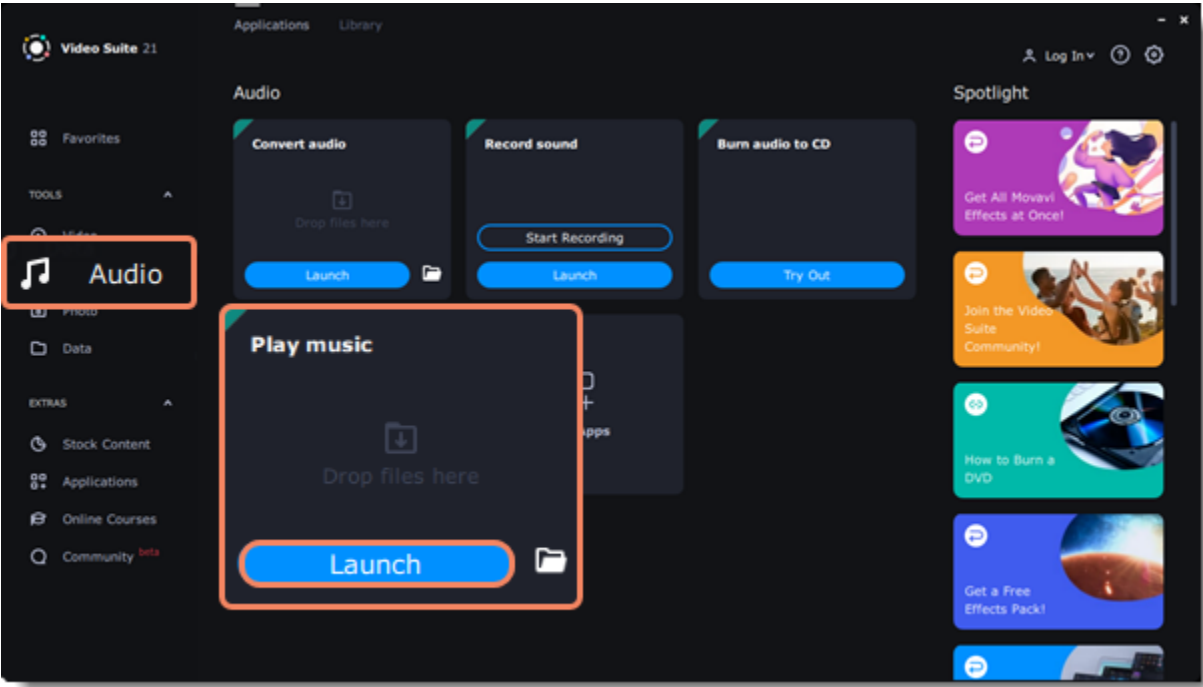 Applications Library
Video Suite 21
Log In
Audio
Spotlight
Favorites
TOOLS
Video
Audio
Photo
Data
EXTRAS
Stock Content
Applications
Online Courses
Community beta
Convert audio
Drop files here
Launch
Record sound
Start Recording
Launch
Burn audio to CD
Try Out
Play music
Drop files here
Launch
Apps
Get All Movavi
Effects at Once!
Join the Video
Suite
Community!
How to Burn a
DVD
Get a Free
Effects Pack!